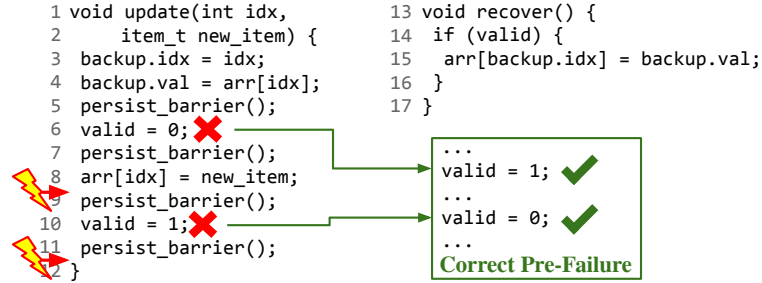 1 void update(int idx,
2 item_t new_item) {
3 backup.idx = idx;
4 backup.val = arr[idx];
5 persist_barrier();
6 valid = 0;
7 persist_barrier();
8 arr[idx] = new_item;
9 persist_barrier();
10 valid = 1;
11 persist_barrier();
12 }
13 void recover() {
14 if (valid) {
15 arr[backup.idx] = backup.val;
16 }
17 }
...
valid = 1;
...
valid = 0;
...
Correct Pre-Failure